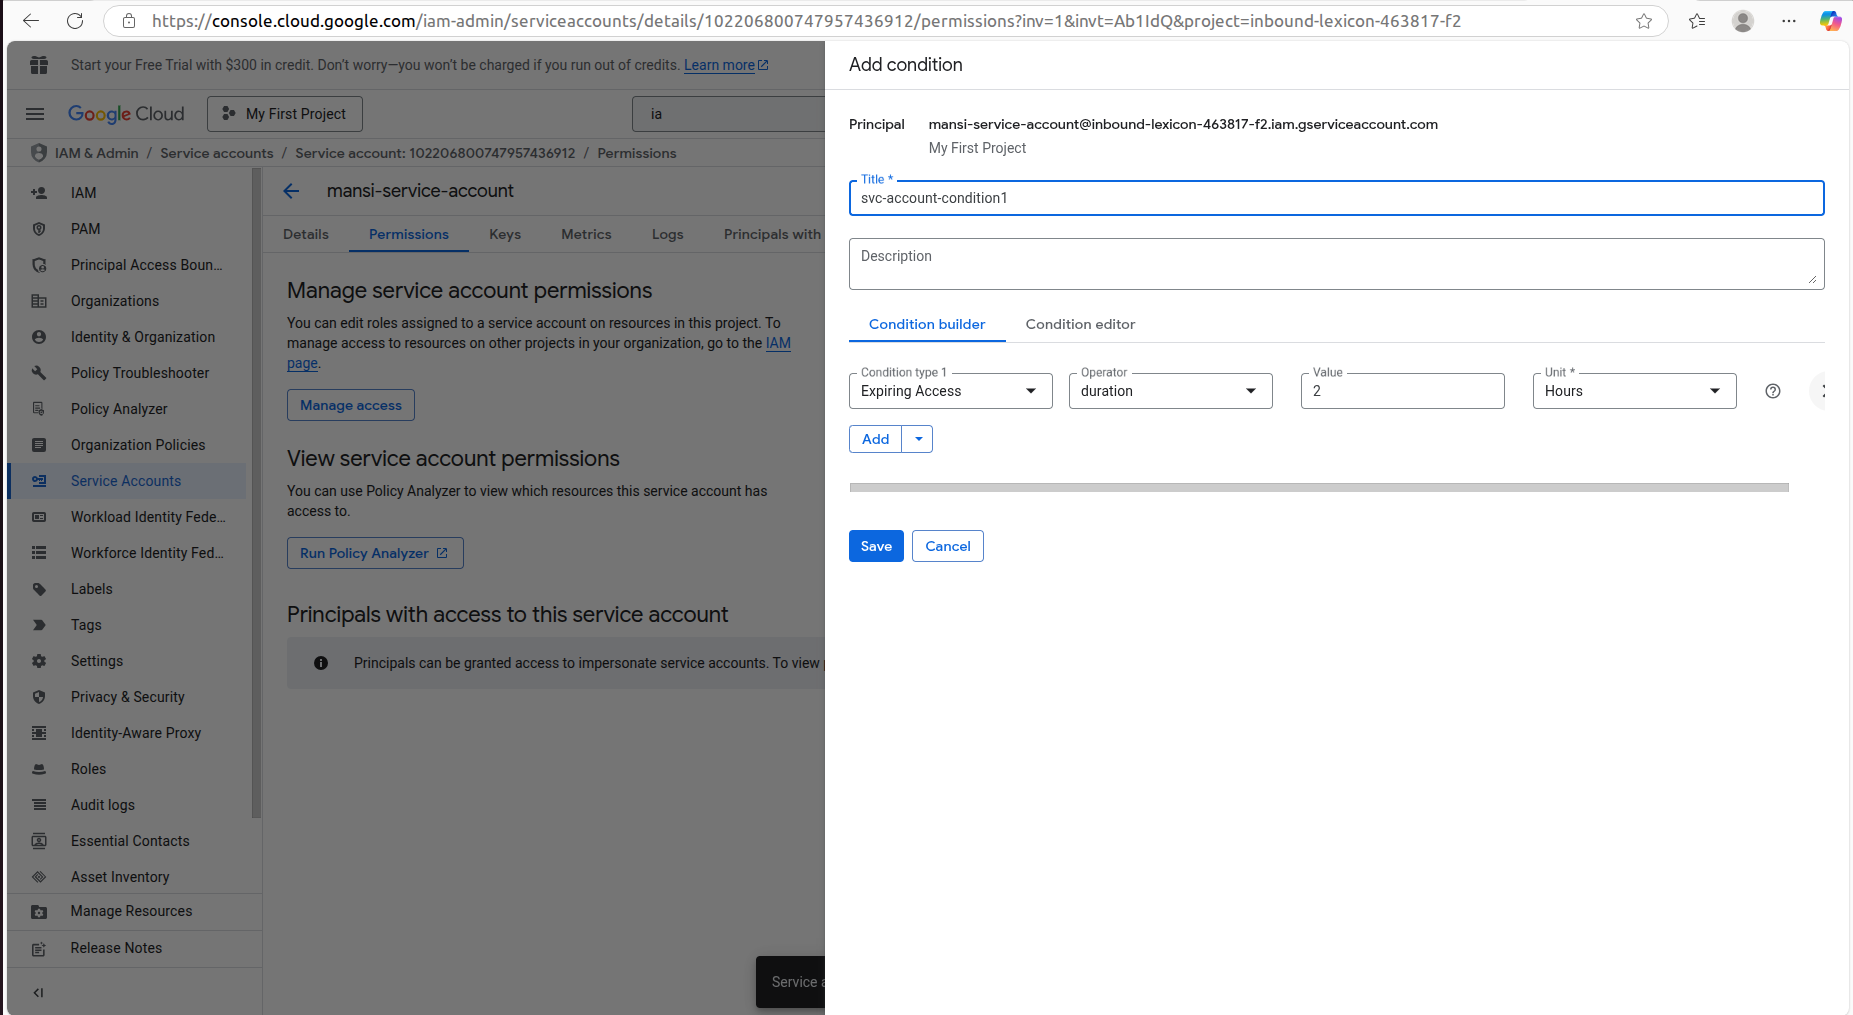 https://console.cloud.google.com/iam-admin/serviceaccounts/details/102206800747957436912/permissions?inv=1&invt=Ab1IdQ&project=inbound-lexicon-463817-f2
Start your Free Trial with $300 in credit. Don't worry—you won't be charged if you run out of credits. Learn more
Google Cloud
My First Project
ia
IAM & Admin / Service accounts / Service account: 102206800747957436912 / Permissions
IAM
PAM
Principal Access Boun...
Organizations
Identity & Organization
Policy Troubleshooter
Policy Analyzer
Organization Policies
Service Accounts
Workload Identity Fede...
Workforce Identity Fed...
Labels
Tags
Settings
Privacy & Security
Identity-Aware Proxy
Roles
Audit logs
Essential Contacts
Asset Inventory
Manage Resources
Release Notes
mansi-service-account
Details Permissions Keys Metrics Logs Principals with
Manage service account permissions
You can edit roles assigned to a service account on resources in this project. To
manage access to resources on other projects in your organization, go to the IAM
page.
Manage access
View service account permissions
You can use Policy Analyzer to view which resources this service account has
access to.
Run Policy Analyzer
Principals with access to this service account
Principals can be granted access to impersonate service accounts. To view
Service
Add condition
Principal mansi-service-account@inbound-lexicon-463817-f2.iam.gserviceaccount.com
My First Project
Title *
svc-account-condition1
Description
Condition builder Condition editor
Condition type 1 Operator Value Unit *
Expiring Access duration 2 Hours
Add
Save Cancel